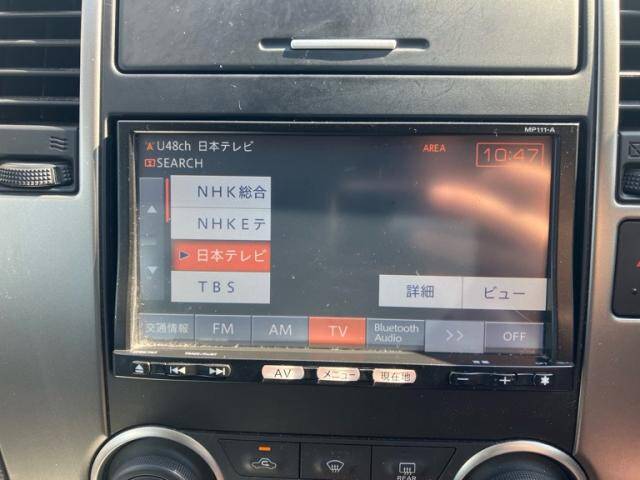 MP111-A
U48ch 日本テレビ
AREA
10:47
SEARCH
NHK総合
NHKEテ
日本テレビ
TBS
詳細 ビュー
交通情報 FM AM TV Bluetooth Audio >> OFF
AV メニュー 現在地
REAR